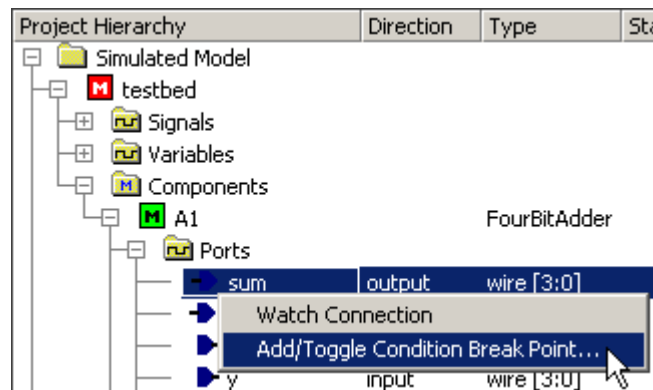 Project Hierarchy Direction Type Sta
Simulated Model
M testbed
Signals
Variables
M Components
M A1 FourBitAdder
Ports
sum output wire [3:0]
Watch Connection
Add/Toggle Condition Break Point...
y input wire [3:0]